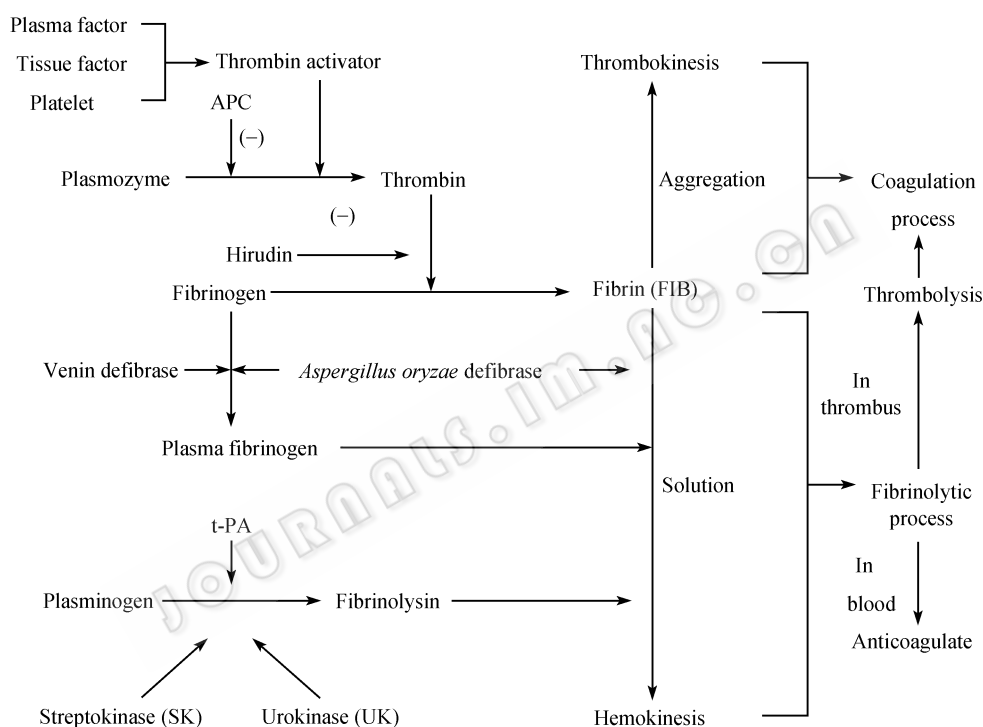 Plasma factor
Tissue factor
Platelet
Thrombin activator
APC
(−)
Plasmozyme
Thrombin
(−)
Hirudin
Fibrinogen
Venin defibrase
Aspergillus oryzae defibrase
Plasma fibrinogen
t-PA
Plasminogen
Fibrinolysin
Streptokinase (SK)
Urokinase (UK)
Thrombokinesis
Aggregation
Fibrin (FIB)
Solution
Hemokinesis
Coagulation
process
Thrombolysis
In
thrombus
Fibrinolytic
process
In
blood
Anticoagulate
JOURNALS.IM.AC.CN